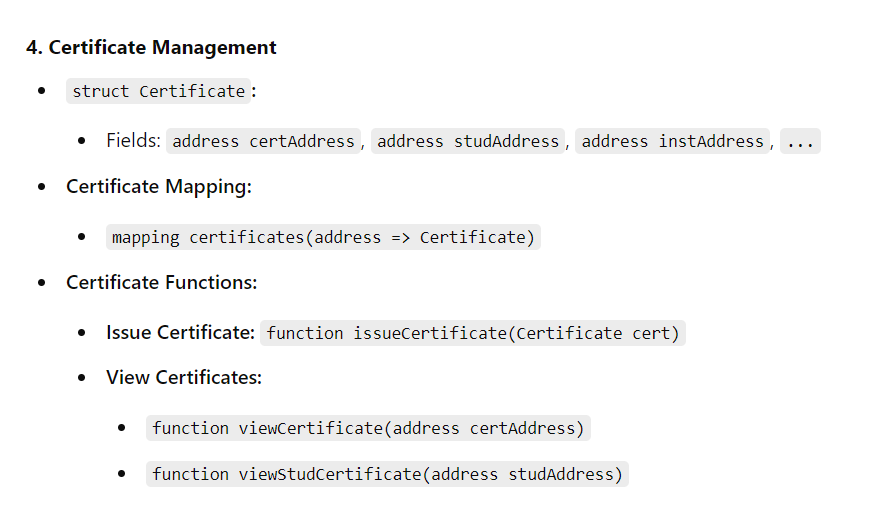 4. Certificate Management
struct Certificate:
Fields: address certAddress, address studAddress, address instAddress, ...
Certificate Mapping:
mapping certificates(address => Certificate)
Certificate Functions:
Issue Certificate: function issueCertificate(Certificate cert)
View Certificates:
function viewCertificate(address certAddress)
function viewStudCertificate(address studAddress)